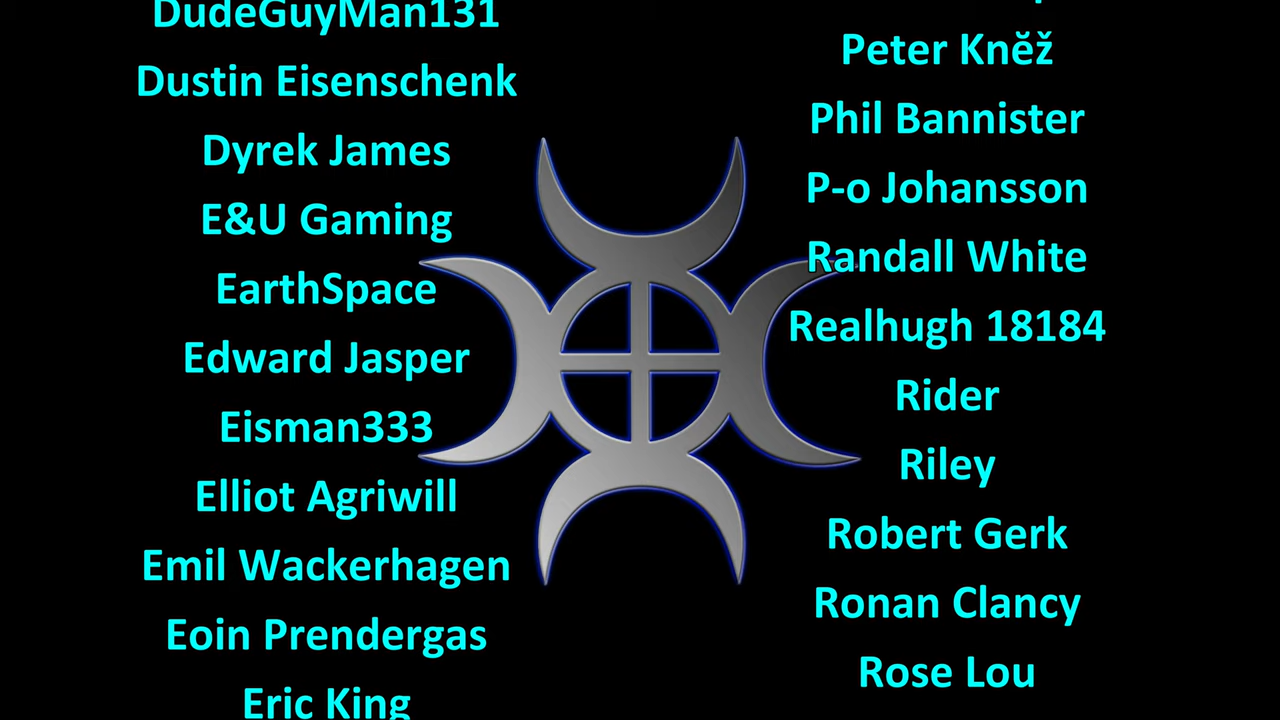 DudeGuyMan131
Dustin Eisenschenk
Dyrek James
E&U Gaming
EarthSpace
Edward Jasper
Eisman333
Elliot Agriwill
Emil Wackerhagen
Eoin Prendergas
Eric King
Peter Knĕž
Phil Bannister
P-o Johansson
Randall White
Realhugh 18184
Rider
Riley
Robert Gerk
Ronan Clancy
Rose Lou